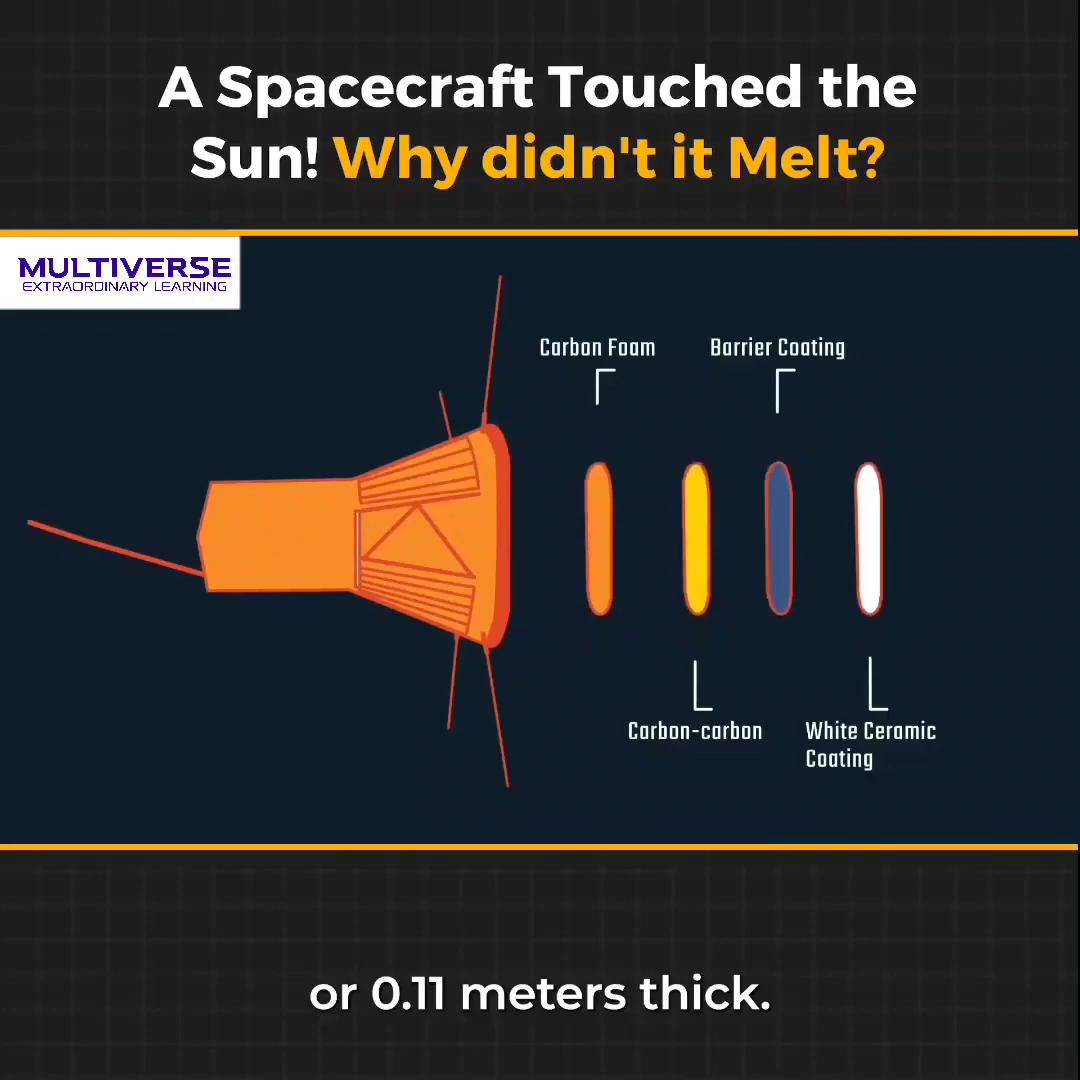 A Spacecraft Touched the
Sun! Why didn't it Melt?
MULTIVERSE
EXTRAORDINARY LEARNING
Carbon Foam
Barrier Coating
Carbon-carbon
White Ceramic
Coating
or 0.11 meters thick.